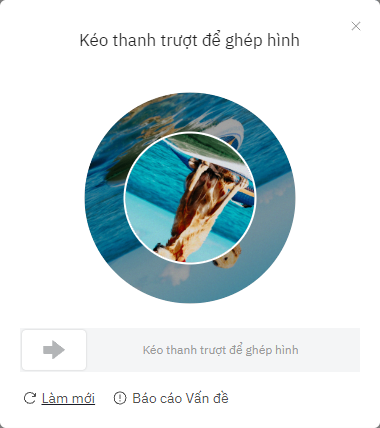 Kéo thanh trượt để ghép hình
Kéo thanh trượt để ghép hình
Làm mới
Báo cáo Vấn đề